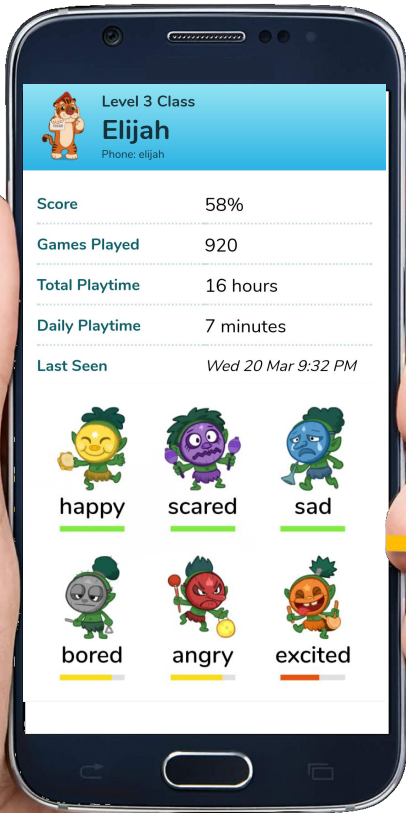 Level 3 Class
Elijah
Phone: elijah
Score 58%
Games Played 920
Total Playtime 16 hours
Daily Playtime 7 minutes
Last Seen Wed 20 Mar 9:32 PM
happy scared sad
bored angry excited